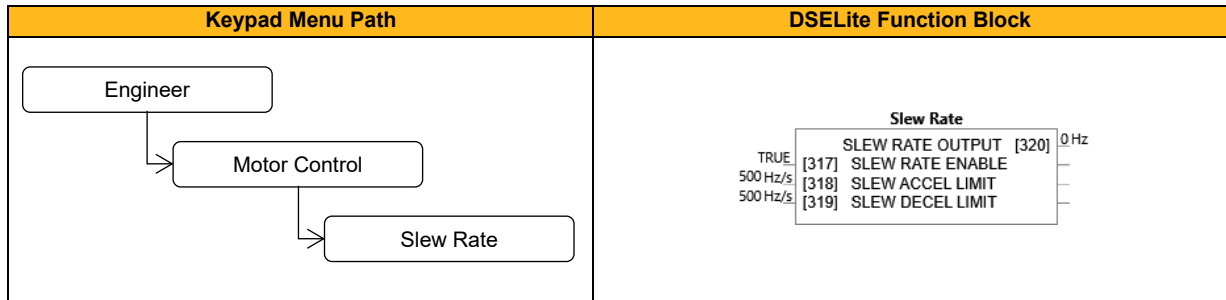 Keypad Menu Path
DSELite Function Block
Engineer
Motor Control
Slew Rate
Slew Rate
SLEW RATE OUTPUT [320] 0 Hz
TRUE [317] SLEW RATE ENABLE
500 Hz/s [318] SLEW ACCEL LIMIT
500 Hz/s [319] SLEW DECEL LIMIT